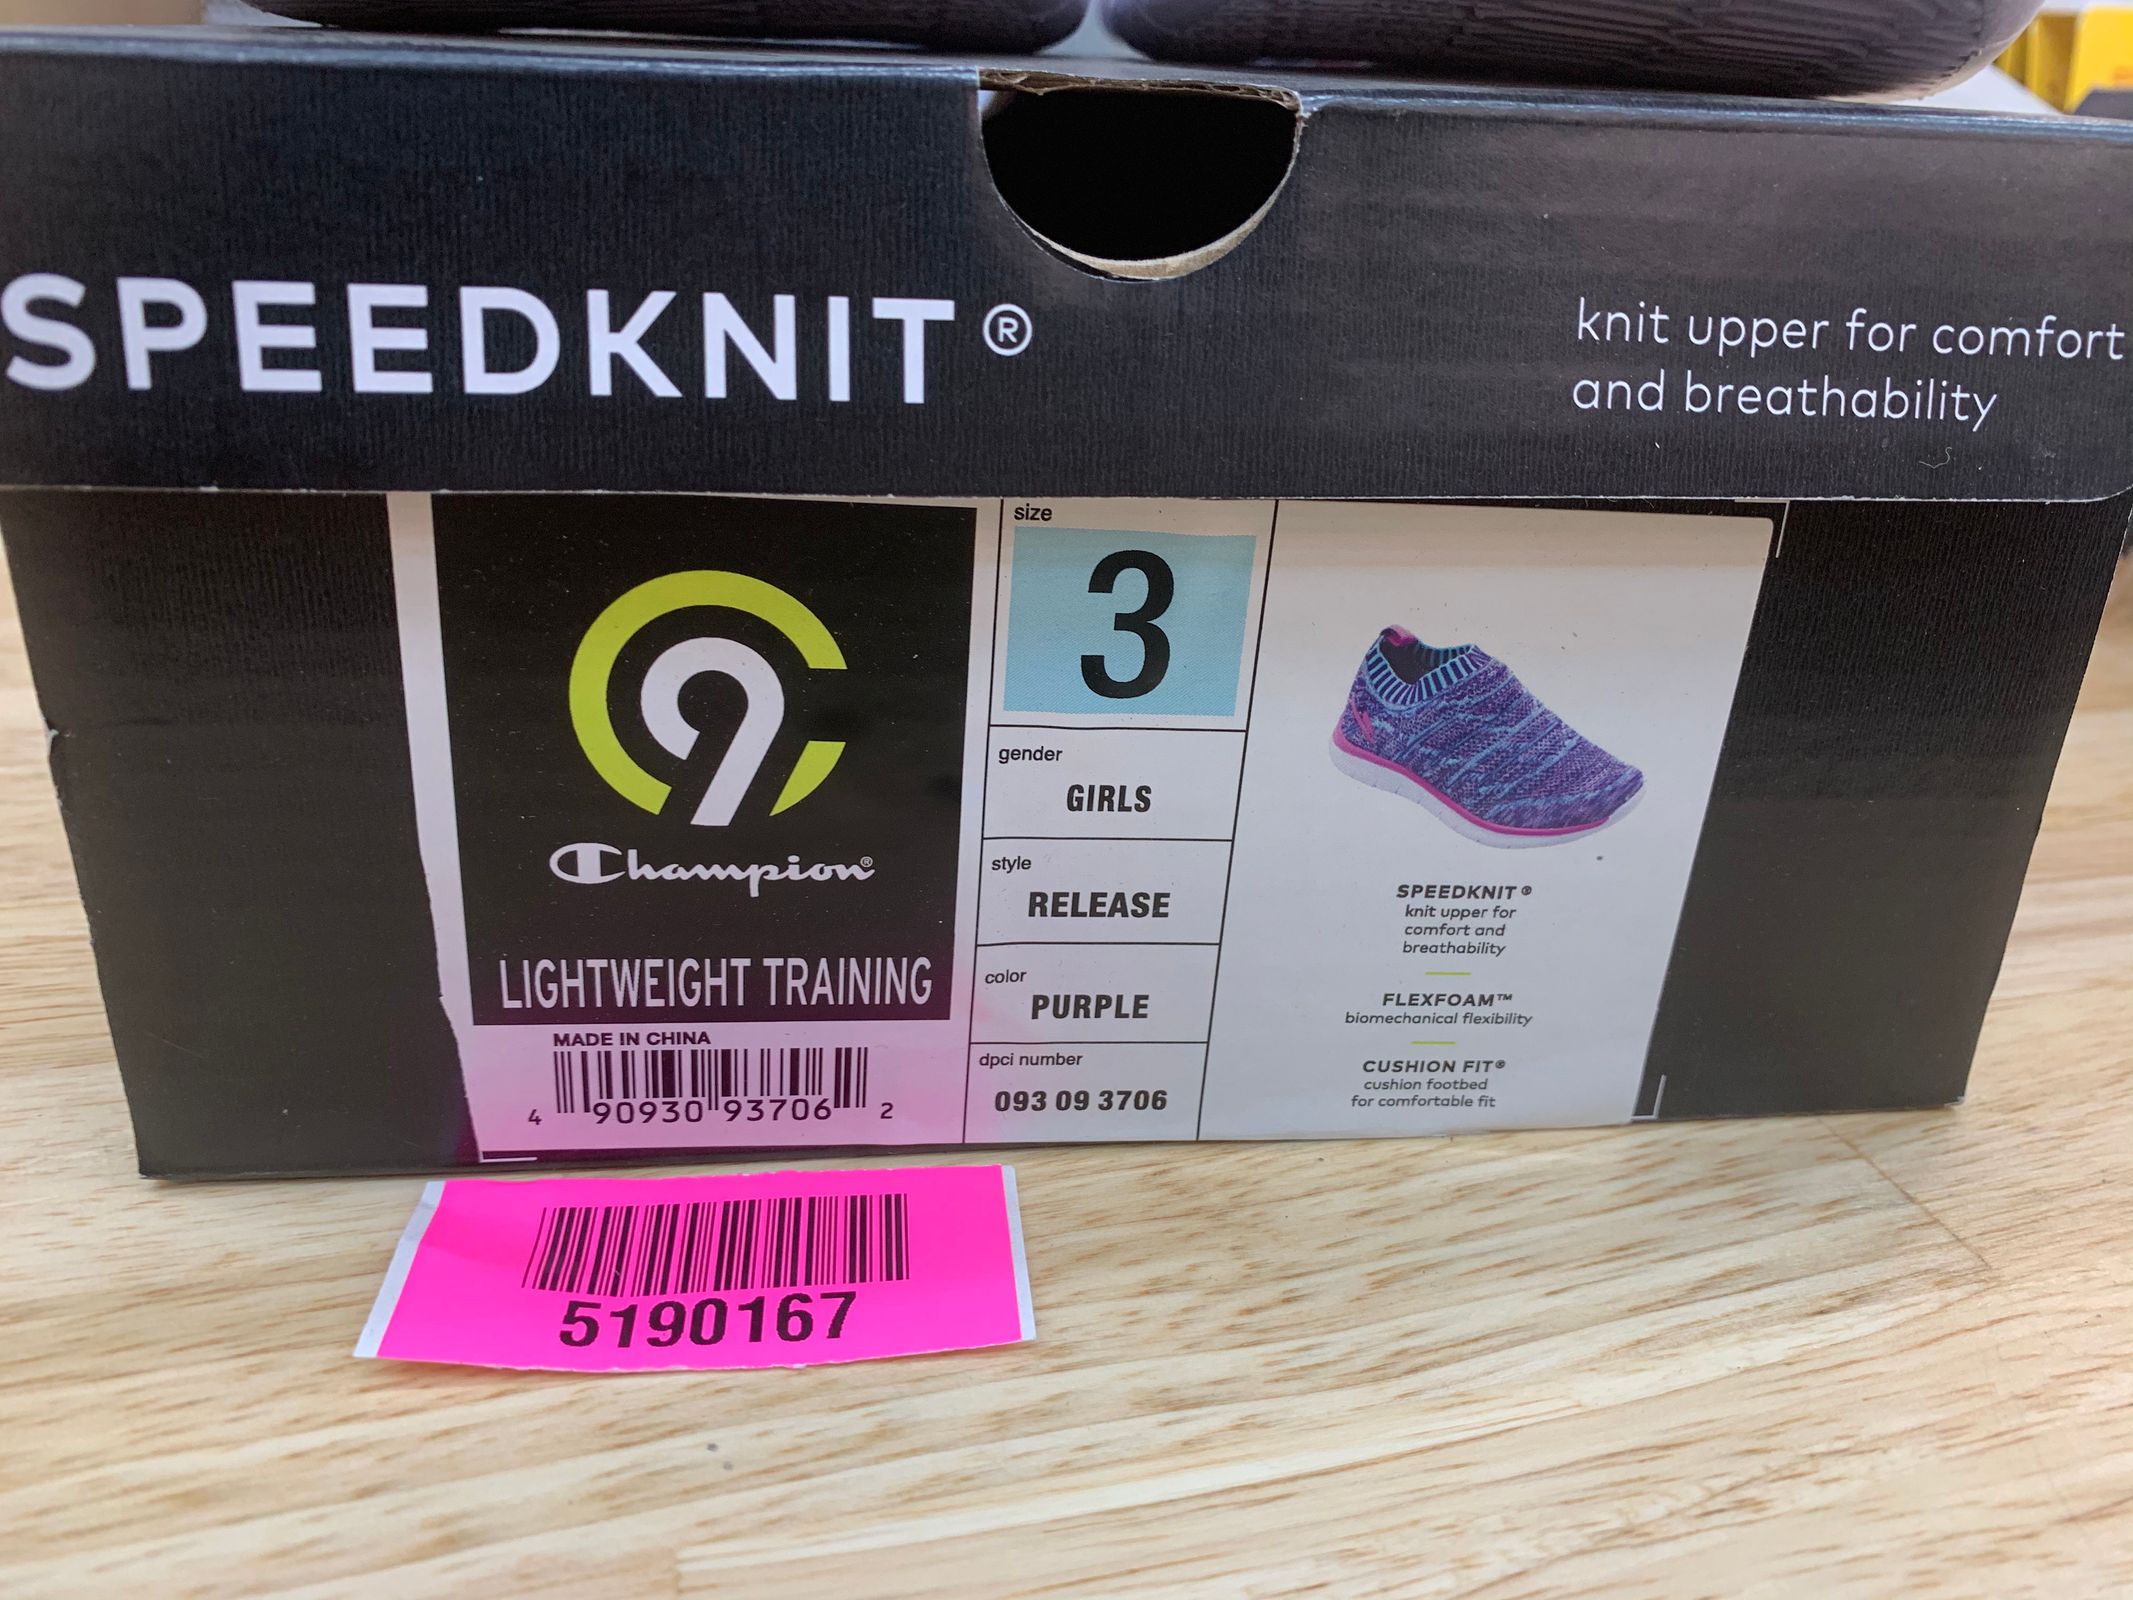 SPEEDKNIT®
knit upper for comfort
and breathability
C9
Champion®
LIGHTWEIGHT TRAINING
MADE IN CHINA
4 90930 93706 2
size
3
gender
GIRLS
style
RELEASE
color
PURPLE
dpci number
093 09 3706
SPEEDKNIT®
knit upper for
comfort and
breathability
FLEXFOAM™
biomechanical flexibility
CUSHION FIT®
cushion footbed
for comfortable fit
5190167